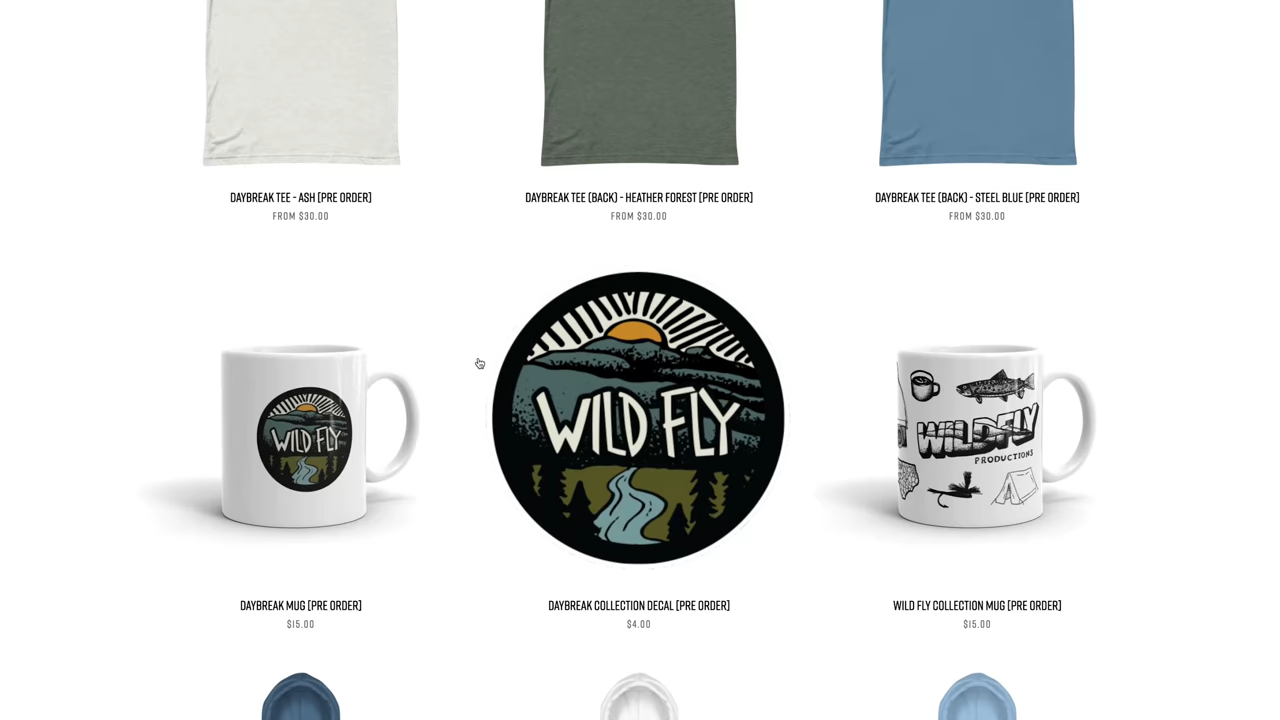 DAYBREAK TEE - ASH [PRE ORDER]
FROM $30.00
DAYBREAK TEE (BACK) - HEATHER FOREST [PRE ORDER]
FROM $30.00
DAYBREAK TEE (BACK) - STEEL BLUE [PRE ORDER]
FROM $30.00
WILD FLY
WILD FLY
WILDFLY
PRODUCTIONS
DAYBREAK MUG [PRE ORDER]
$15.00
DAYBREAK COLLECTION DECAL [PRE ORDER]
$4.00
WILD FLY COLLECTION MUG [PRE ORDER]
$15.00